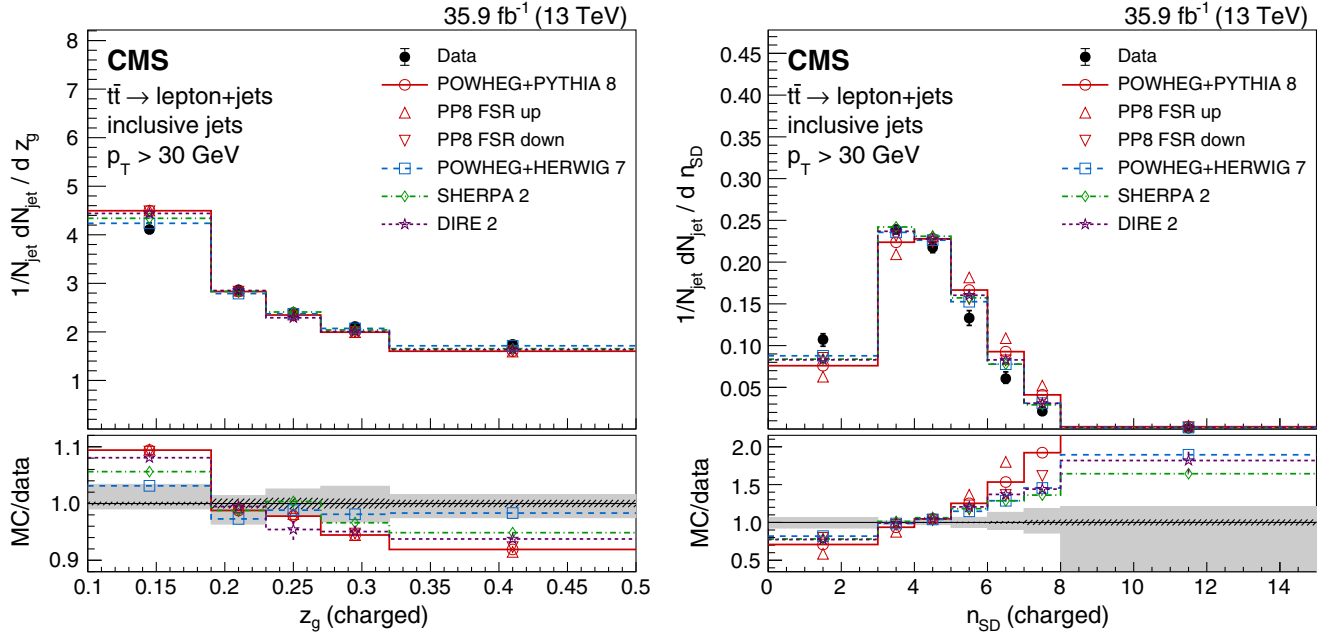 35.9 fb⁻¹ (13 TeV)
1/N_jet dN_jet / d z_g
8
7
6
5
4
3
2
1
CMS
tt̄ → lepton+jets
inclusive jets
p_T > 30 GeV
Data
POWHEG+PYTHIA 8
PP8 FSR up
PP8 FSR down
POWHEG+HERWIG 7
SHERPA 2
DIRE 2
MC/data
1.1
1.0
0.9
0.1 0.15 0.2 0.25 0.3 0.35 0.4 0.45 0.5
z_g (charged)
35.9 fb⁻¹ (13 TeV)
1/N_jet dN_jet / d n_SD
0.45
0.40
0.35
0.30
0.25
0.20
0.15
0.10
0.05
CMS
tt̄ → lepton+jets
inclusive jets
p_T > 30 GeV
Data
POWHEG+PYTHIA 8
PP8 FSR up
PP8 FSR down
POWHEG+HERWIG 7
SHERPA 2
DIRE 2
MC/data
2.0
1.5
1.0
0.5
0 2 4 6 8 10 12 14
n_SD (charged)